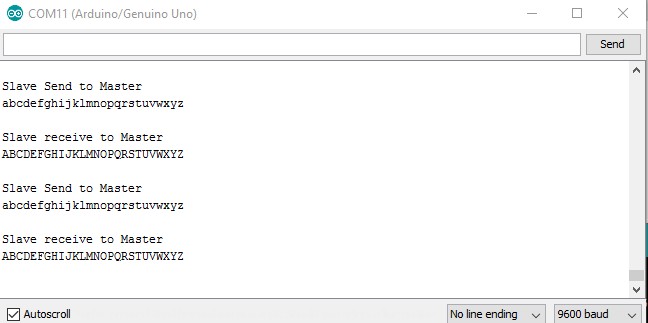 COM11 (Arduino/Genuino Uno)
Send
Slave Send to Master
abcdefghijklmnopqrstuvwxyz
Slave receive to Master
ABCDEFGHIJKLMNOPQRSTUVWXYZ
Slave Send to Master
abcdefghijklmnopqrstuvwxyz
Slave receive to Master
ABCDEFGHIJKLMNOPQRSTUVWXYZ
Autoscroll
No line ending
9600 baud